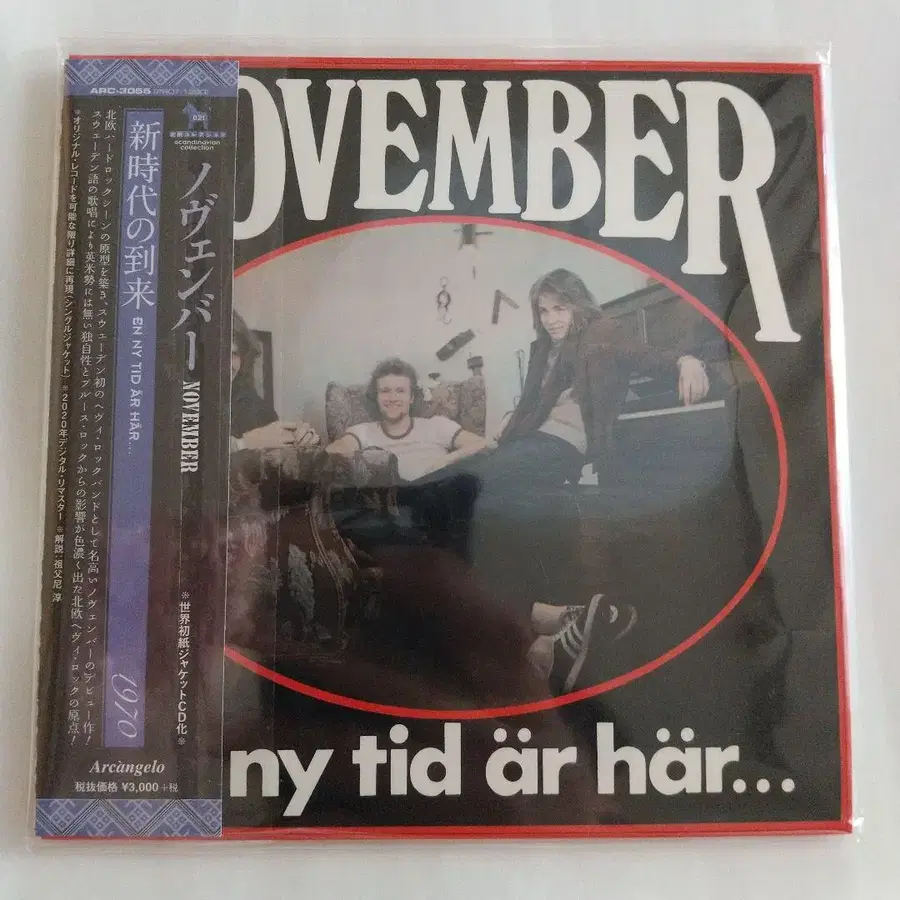 ARC-3055
021
北欧コレクション
scandinavian
collection
ノヴェンバー NOVEMBER
※世界初紙ジャケットCD化※
新時代の到来 EN NY TID ÄR HÄR....
1970
北欧ハードロックシーンの原型を築き、スウェーデン初のヘヴィ・ロックバンドとして名高いノヴェンバーのデビュー作!
スウェーデン語の歌唱により英米勢には無い独自性とブルース・ロックからの影響が色濃く出た北欧ヘヴィ・ロックの原点!
※オリジナル・レコードを可能な限り詳細に再現(シングルジャケット) ※2020年デジタル・リマスター ※解説:祖父尼 淳
Arcàngelo
税抜価格 ¥3,000+税
OVEMBER
ny tid är här...